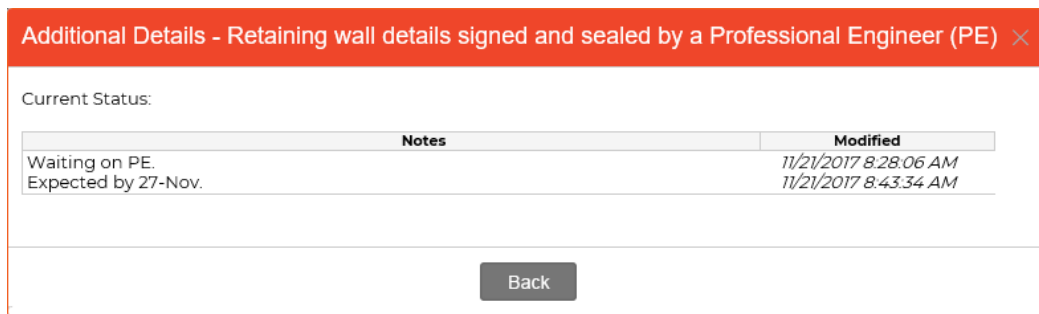 Additional Details - Retaining wall details signed and sealed by a Professional Engineer (PE) ×
Current Status:
Notes Modified
Waiting on PE. 11/21/2017 8:28:06 AM
Expected by 27-Nov. 11/21/2017 8:43:34 AM
Back